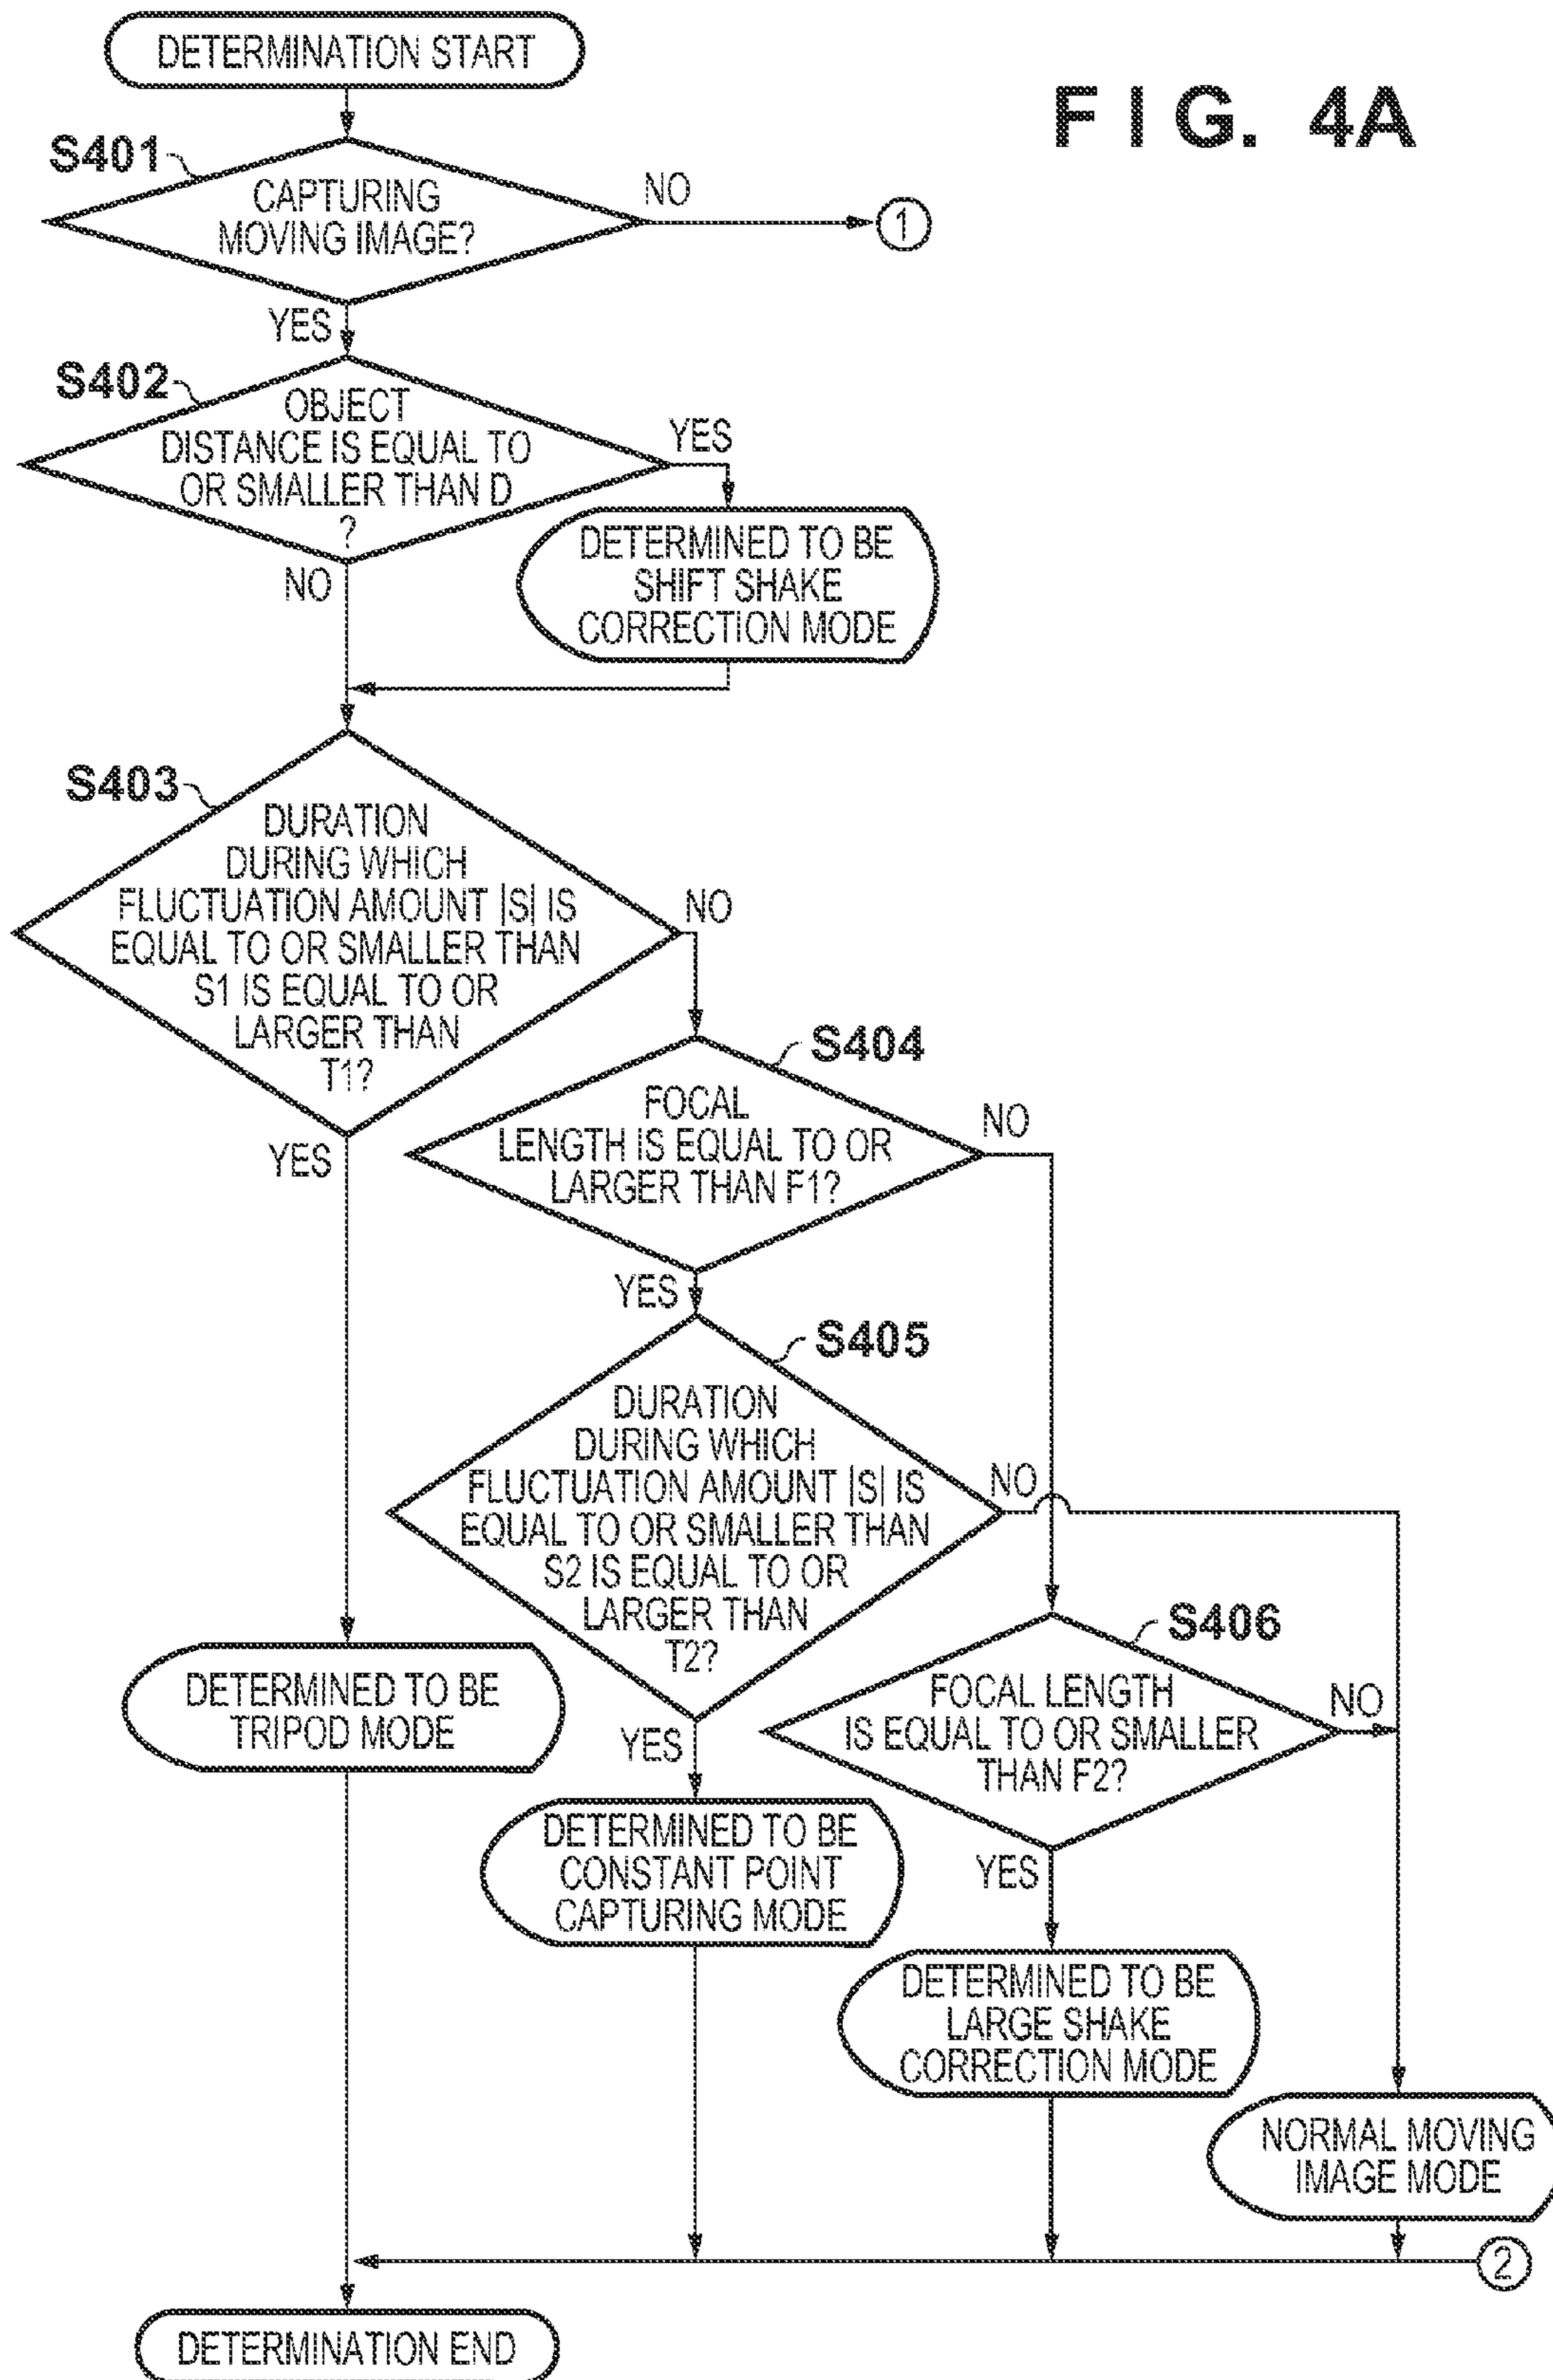 DETERMINATION START
FIG. 4A
S401
CAPTURING
MOVING IMAGE?
NO
1
YES
S402
OBJECT
DISTANCE IS EQUAL TO
OR SMALLER THAN D
?
YES
NO
DETERMINED TO BE
SHIFT SHAKE
CORRECTION MODE
S403
DURATION
DURING WHICH
FLUCTUATION AMOUNT |S| IS
EQUAL TO OR SMALLER THAN
S1 IS EQUAL TO OR
LARGER THAN
T1?
NO
YES
S404
FOCAL
LENGTH IS EQUAL TO OR
LARGER THAN F1?
NO
YES
S405
DURATION
DURING WHICH
FLUCTUATION AMOUNT |S| IS
EQUAL TO OR SMALLER THAN
S2 IS EQUAL TO OR
LARGER THAN
T2?
NO
YES
S406
FOCAL LENGTH
IS EQUAL TO OR SMALLER
THAN F2?
NO
YES
DETERMINED TO BE
TRIPOD MODE
DETERMINED TO BE
CONSTANT POINT
CAPTURING MODE
DETERMINED TO BE
LARGE SHAKE
CORRECTION MODE
NORMAL MOVING
IMAGE MODE
2
DETERMINATION END